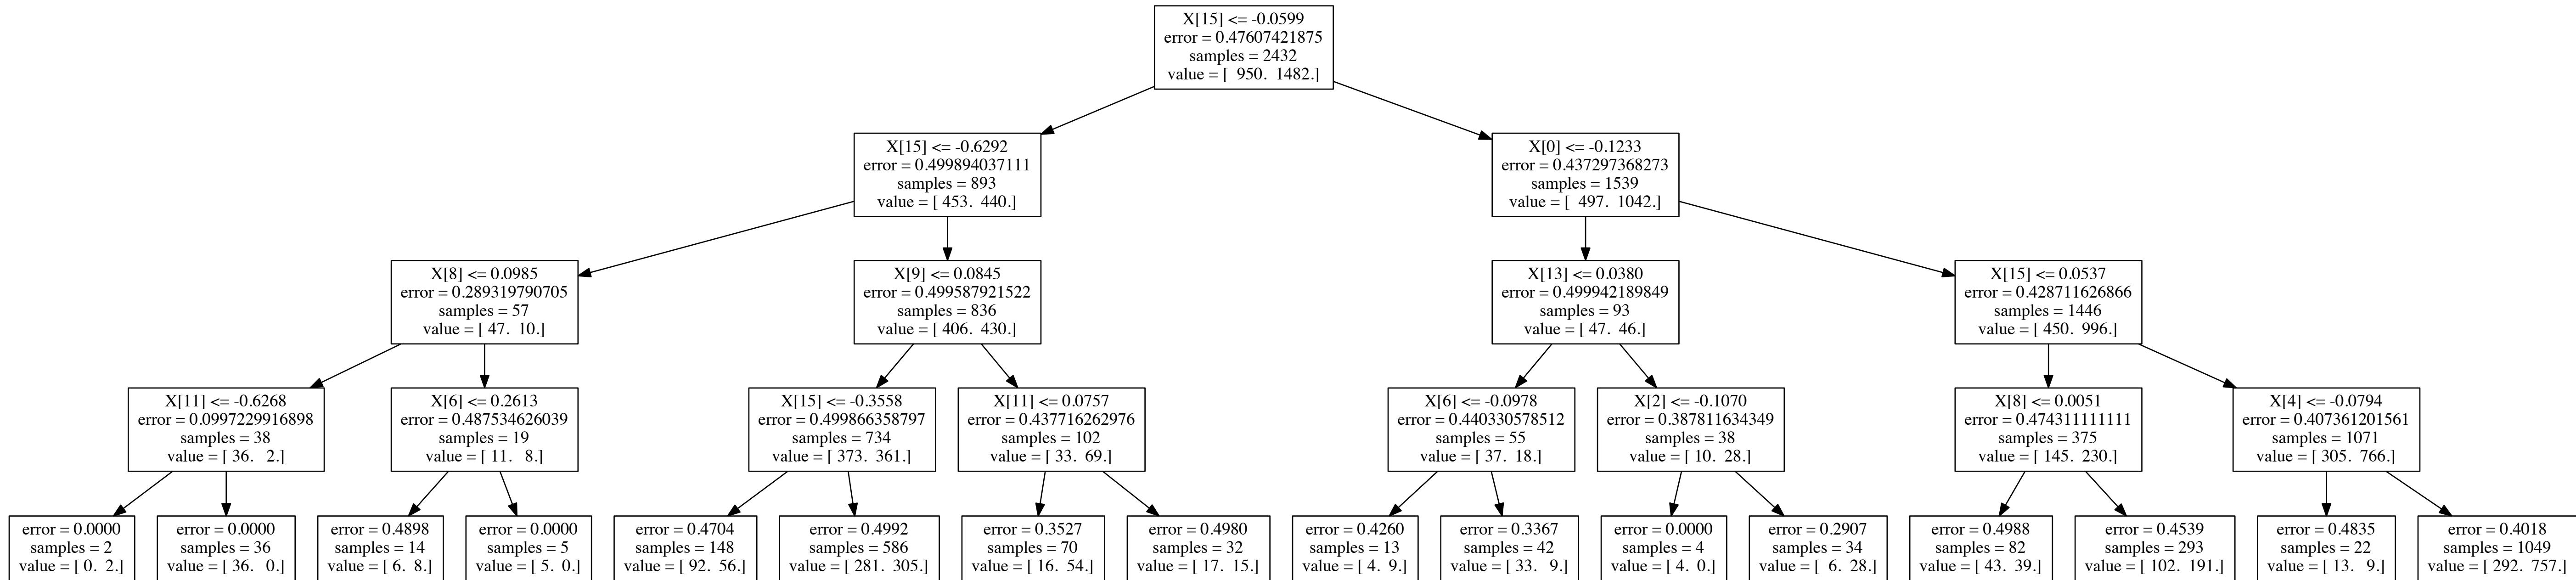 X[15] <= -0.0599
error = 0.47607421875
samples = 2432
value = [  950.  1482.]
X[15] <= -0.6292
error = 0.499894037111
samples = 893
value = [ 453.  440.]
X[0] <= -0.1233
error = 0.437297368273
samples = 1539
value = [  497.  1042.]
X[8] <= 0.0985
error = 0.289319790705
samples = 57
value = [ 47.  10.]
X[9] <= 0.0845
error = 0.499587921522
samples = 836
value = [ 406.  430.]
X[13] <= 0.0380
error = 0.499942189849
samples = 93
value = [ 47.  46.]
X[15] <= 0.0537
error = 0.428711626866
samples = 1446
value = [ 450.  996.]
X[11] <= -0.6268
error = 0.0997229916898
samples = 38
value = [ 36.   2.]
X[6] <= 0.2613
error = 0.487534626039
samples = 19
value = [ 11.   8.]
X[15] <= -0.3558
error = 0.499866358797
samples = 734
value = [ 373.  361.]
X[11] <= 0.0757
error = 0.437716262976
samples = 102
value = [ 33.  69.]
X[6] <= -0.0978
error = 0.440330578512
samples = 55
value = [ 37.  18.]
X[2] <= -0.1070
error = 0.387811634349
samples = 38
value = [ 10.  28.]
X[8] <= 0.0051
error = 0.474311111111
samples = 375
value = [ 145.  230.]
X[4] <= -0.0794
error = 0.407361201561
samples = 1071
value = [ 305.  766.]
error = 0.0000
samples = 2
value = [ 0.  2.]
error = 0.0000
samples = 36
value = [ 36.   0.]
error = 0.4898
samples = 14
value = [ 6.  8.]
error = 0.0000
samples = 5
value = [ 5.  0.]
error = 0.4704
samples = 148
value = [ 92.  56.]
error = 0.4992
samples = 586
value = [ 281.  305.]
error = 0.3527
samples = 70
value = [ 16.  54.]
error = 0.4980
samples = 32
value = [ 17.  15.]
error = 0.4260
samples = 13
value = [ 4.  9.]
error = 0.3367
samples = 42
value = [ 33.   9.]
error = 0.0000
samples = 4
value = [ 4.  0.]
error = 0.2907
samples = 34
value = [  6.  28.]
error = 0.4988
samples = 82
value = [ 43.  39.]
error = 0.4539
samples = 293
value = [ 102.  191.]
error = 0.4835
samples = 22
value = [ 13.   9.]
error = 0.4018
samples = 1049
value = [ 292.  757.]